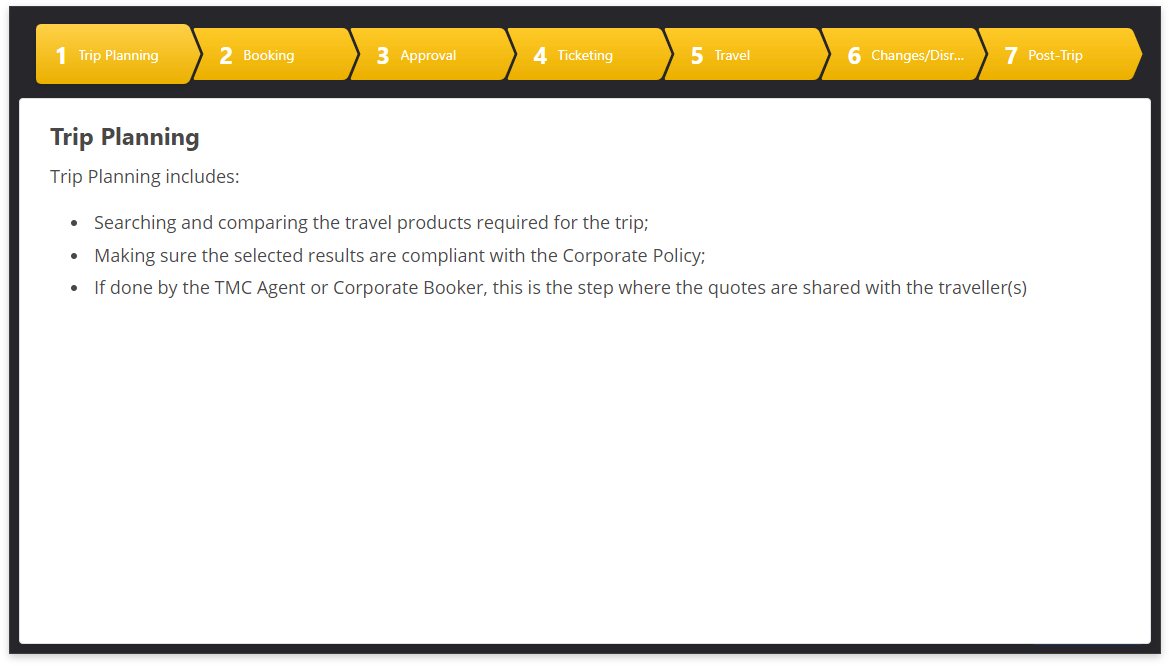 1 Trip Planning 2 Booking 3 Approval 4 Ticketing 5 Travel 6 Changes/Disr... 7 Post-Trip
Trip Planning
Trip Planning includes:
• Searching and comparing the travel products required for the trip;
• Making sure the selected results are compliant with the Corporate Policy;
• If done by the TMC Agent or Corporate Booker, this is the step where the quotes are shared with the traveller(s)